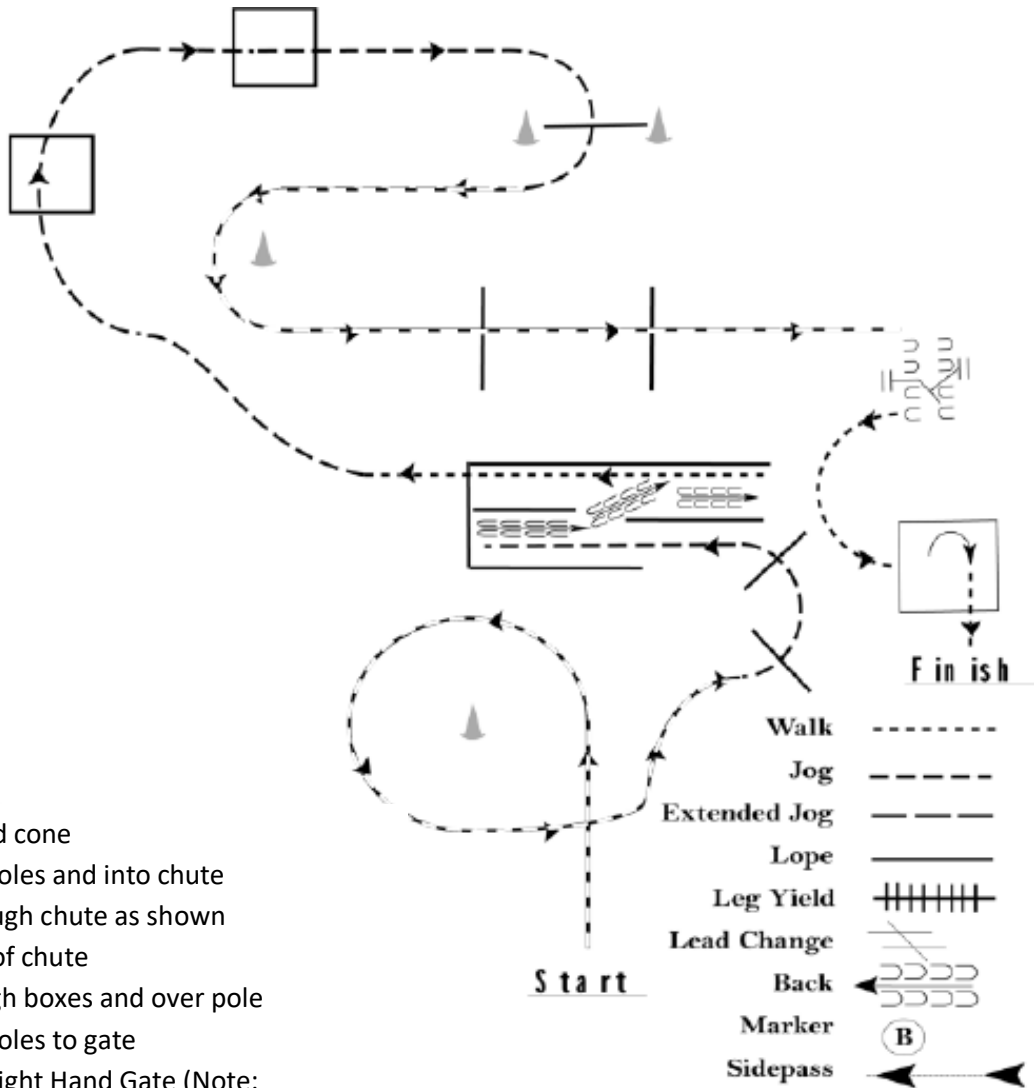 Finish
Walk
Jog
Extended Jog
Lope
Leg Yield
Lead Change
Back
Marker
B
Sidepass
Start
d cone
oles and into chute
ugh chute as shown
of chute
gh boxes and over pole
oles to gate
ight Hand Gate (Note: